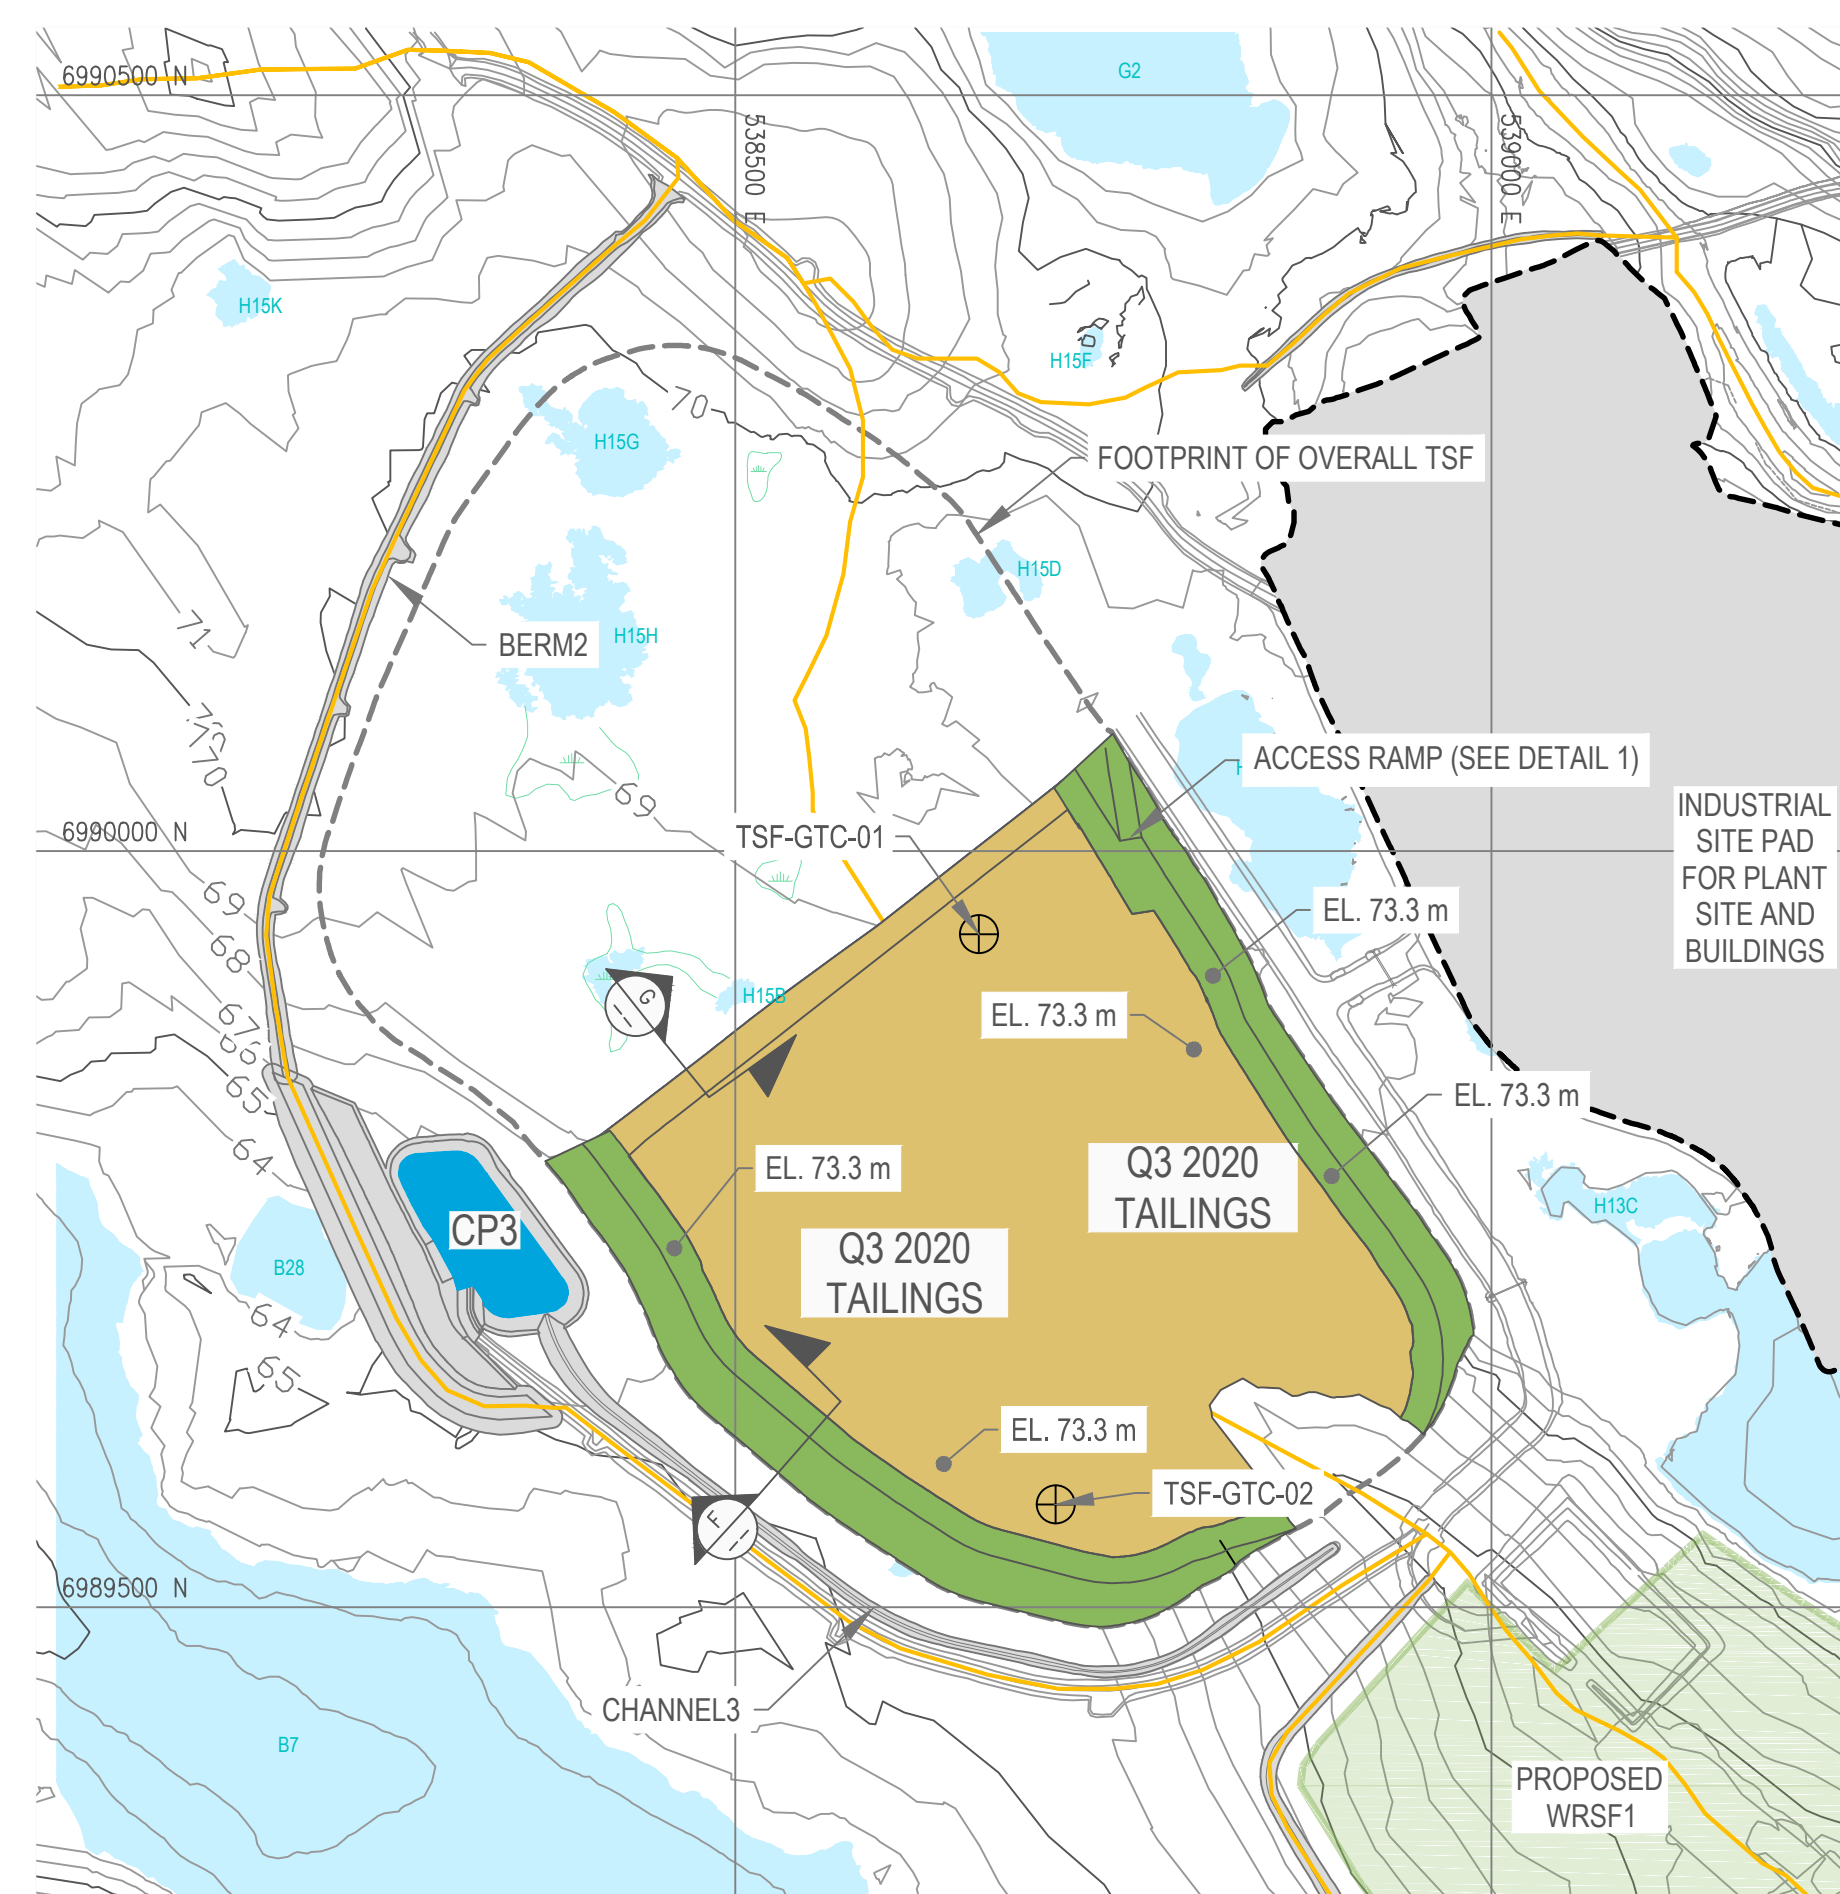 6990500 N
G2
538500 E
539000 E
H15K
H15F
70
H15G
FOOTPRINT OF OVERALL TSF
H15D
71
BERM2
H15H
70
ACCESS RAMP (SEE DETAIL 1)
69
INDUSTRIAL
SITE PAD
FOR PLANT
SITE AND
BUILDINGS
6990000 N
TSF-GTC-01
69
EL. 73.3 m
68
H15B
G
EL. 73.3 m
67
66
65
EL. 73.3 m
64
EL. 73.3 m
Q3 2020
TAILINGS
H13C
CP3
Q3 2020
TAILINGS
B28
64
65
EL. 73.3 m
TSF-GTC-02
F
6989500 N
CHANNEL3
B7
PROPOSED
WRSF1